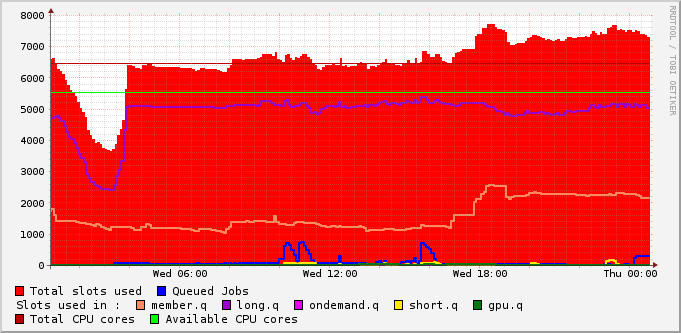 8000
7000
6000
5000
4000
3000
2000
1000
0
Wed 06:00 Wed 12:00 Wed 18:00 Thu 00:00
RRDTOOL / TOBI OETIKER
Total slots used Queued Jobs
Slots used in : member.q long.q ondemand.q short.q gpu.q
Total CPU cores Available CPU cores